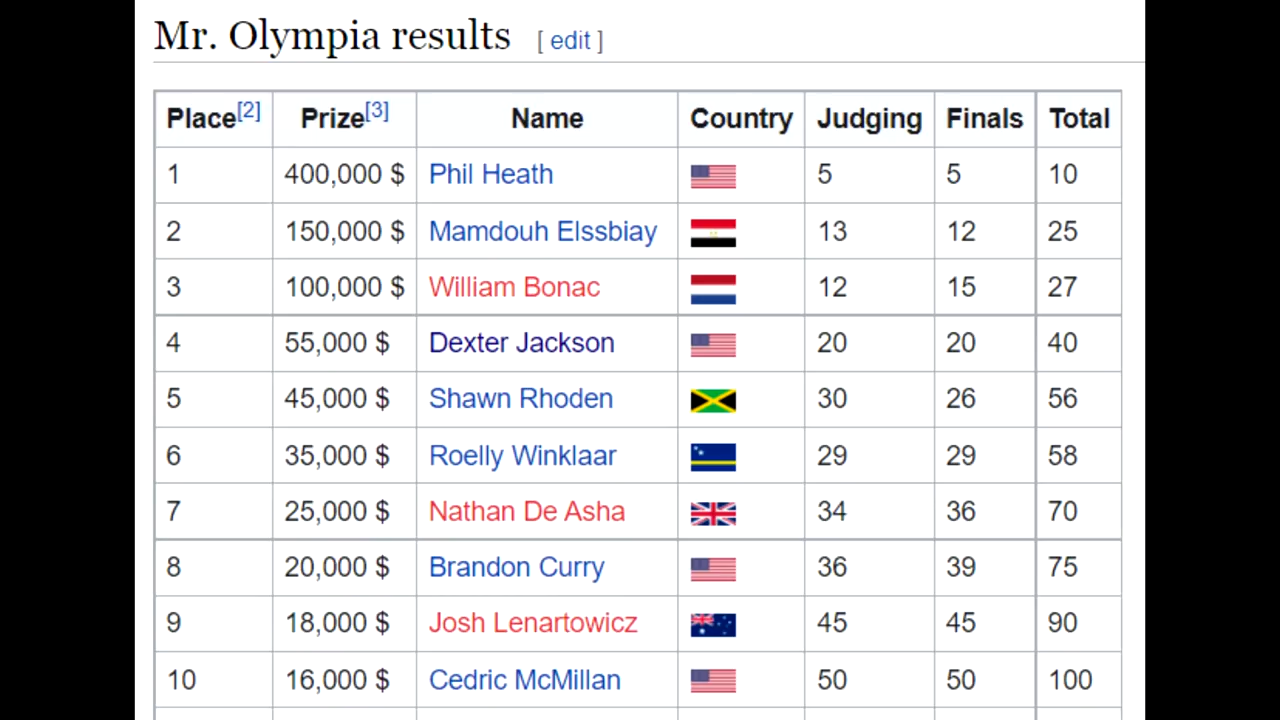 Mr. Olympia results [ edit ]
Place[2] Prize[3] Name Country Judging Finals Total
1 400,000 $ Phil Heath 5 5 10
2 150,000 $ Mamdouh Elssbiay 13 12 25
3 100,000 $ William Bonac 12 15 27
4 55,000 $ Dexter Jackson 20 20 40
5 45,000 $ Shawn Rhoden 30 26 56
6 35,000 $ Roelly Winklaar 29 29 58
7 25,000 $ Nathan De Asha 34 36 70
8 20,000 $ Brandon Curry 36 39 75
9 18,000 $ Josh Lenartowicz 45 45 90
10 16,000 $ Cedric McMillan 50 50 100